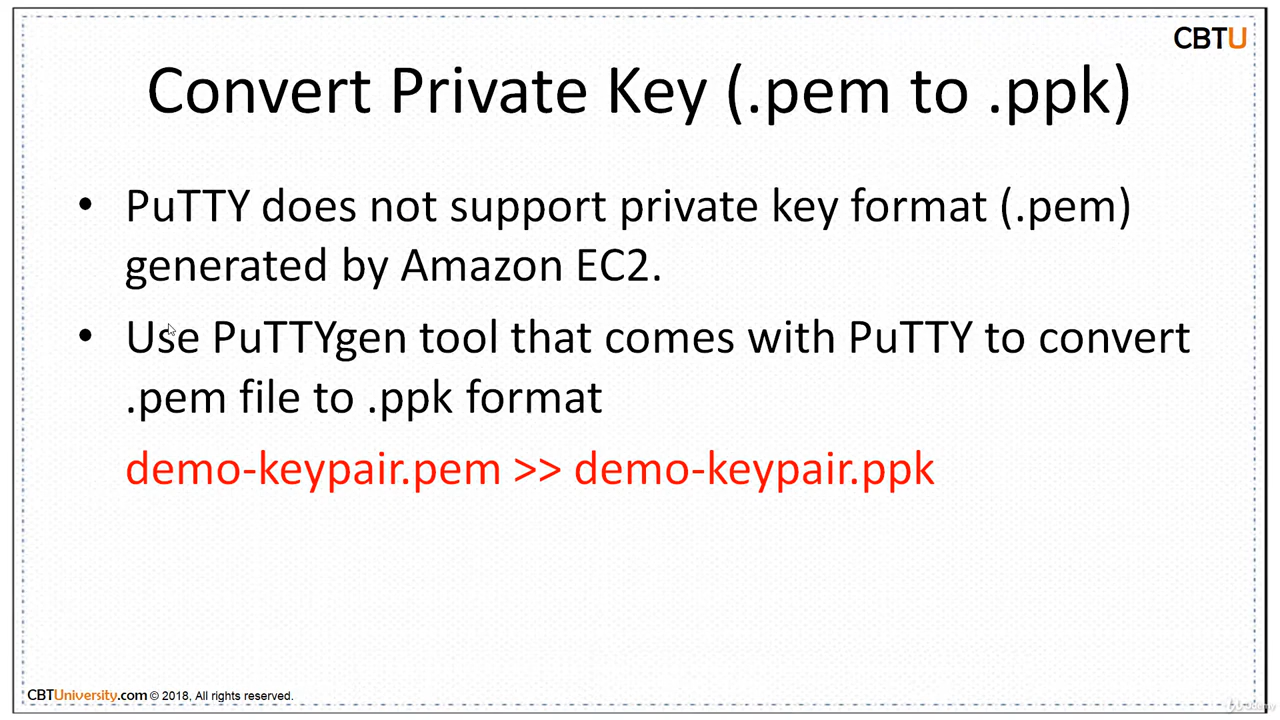 CBTU
Convert Private Key (.pem to .ppk)
• PuTTY does not support private key format (.pem)
generated by Amazon EC2.
• Use PuTTYgen tool that comes with PuTTY to convert
.pem file to .ppk format
demo-keypair.pem >> demo-keypair.ppk
CBTUniversity.com © 2018, All rights reserved.